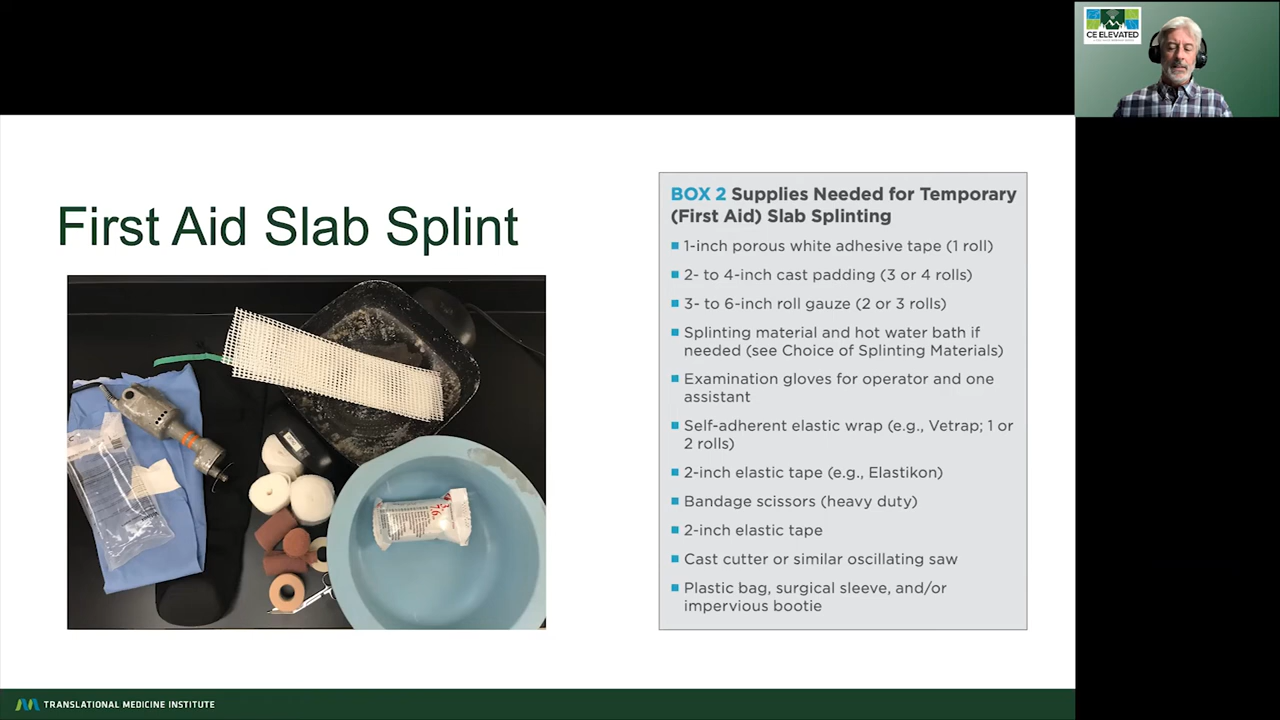 CE ELEVATED
First Aid Slab Splint
BOX 2 Supplies Needed for Temporary
(First Aid) Slab Splinting
1-inch porous white adhesive tape (1 roll)
2- to 4-inch cast padding (3 or 4 rolls)
3- to 6-inch roll gauze (2 or 3 rolls)
Splinting material and hot water bath if
needed (see Choice of Splinting Materials)
Examination gloves for operator and one
assistant
Self-adherent elastic wrap (e.g., Vetrap; 1 or
2 rolls)
2-inch elastic tape (e.g., Elastikon)
Bandage scissors (heavy duty)
2-inch elastic tape
Cast cutter or similar oscillating saw
Plastic bag, surgical sleeve, and/or
impervious bootie
TRANSLATIONAL MEDICINE INSTITUTE